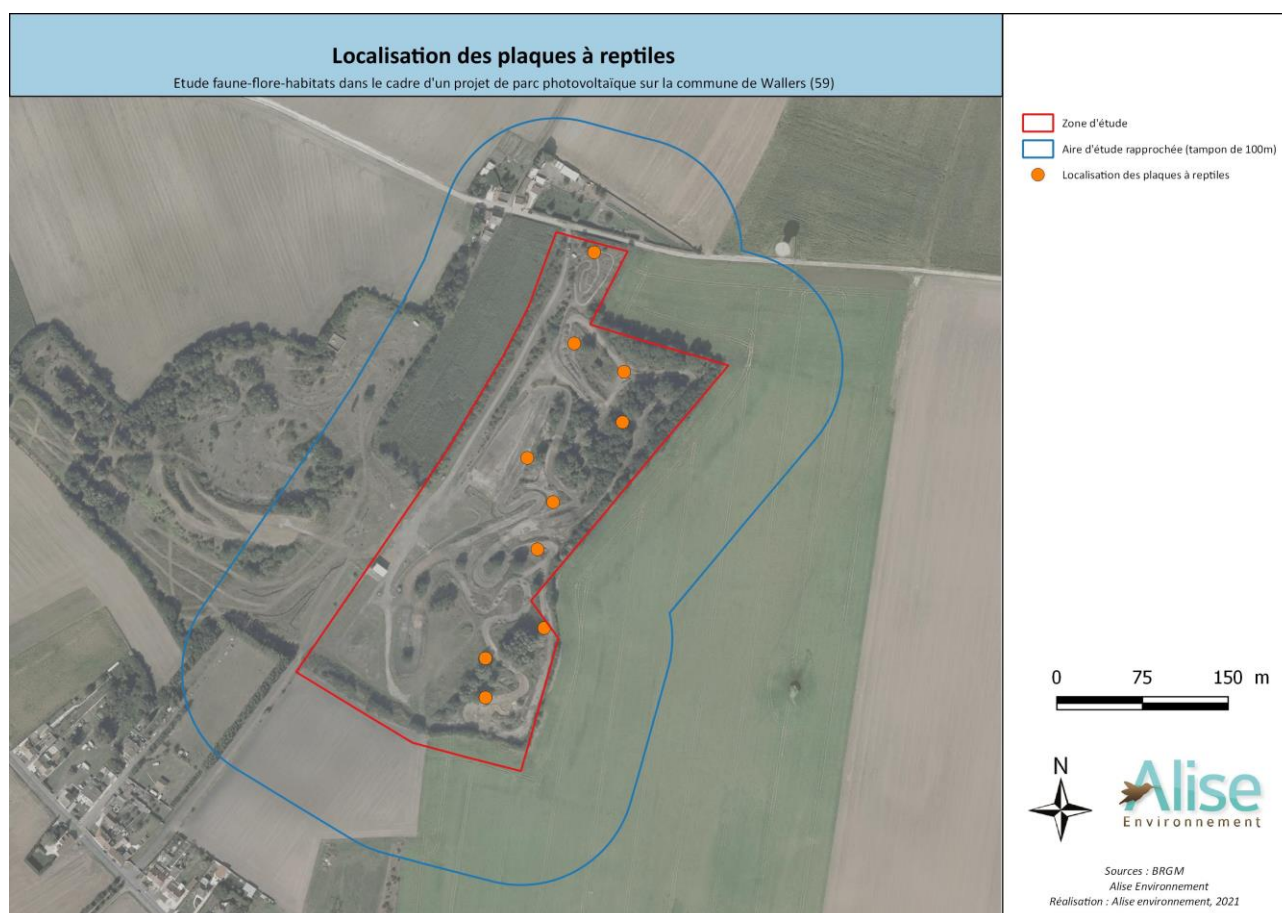 Localisation des plaques à reptiles
Etude faune-flore-habitats dans le cadre d'un projet de parc photovoltaïque sur la commune de Wallers (59)
Zone d'étude
Aire d'étude rapprochée (tampon de 100m)
Localisation des plaques à reptiles
0 75 150 m
N
Alise
Environnement
Sources : BRGM
Alise Environnement
Réalisation : Alise environnement, 2021